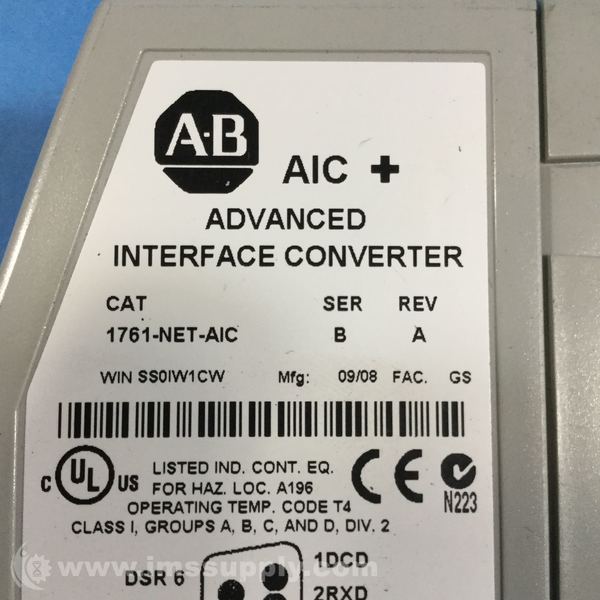 A·B
AIC +
ADVANCED
INTERFACE CONVERTER
CAT SER REV
1761-NET-AIC B A
WIN SS0IW1CW Mfg: 09/08 FAC. GS
C UL US LISTED IND. CONT. EQ. CE N223
FOR HAZ. LOC. A196
OPERATING TEMP. CODE T4
CLASS I, GROUPS A, B, C, AND D, DIV. 2
1DCD
DSR 6
2RXD
www.imssupply.com